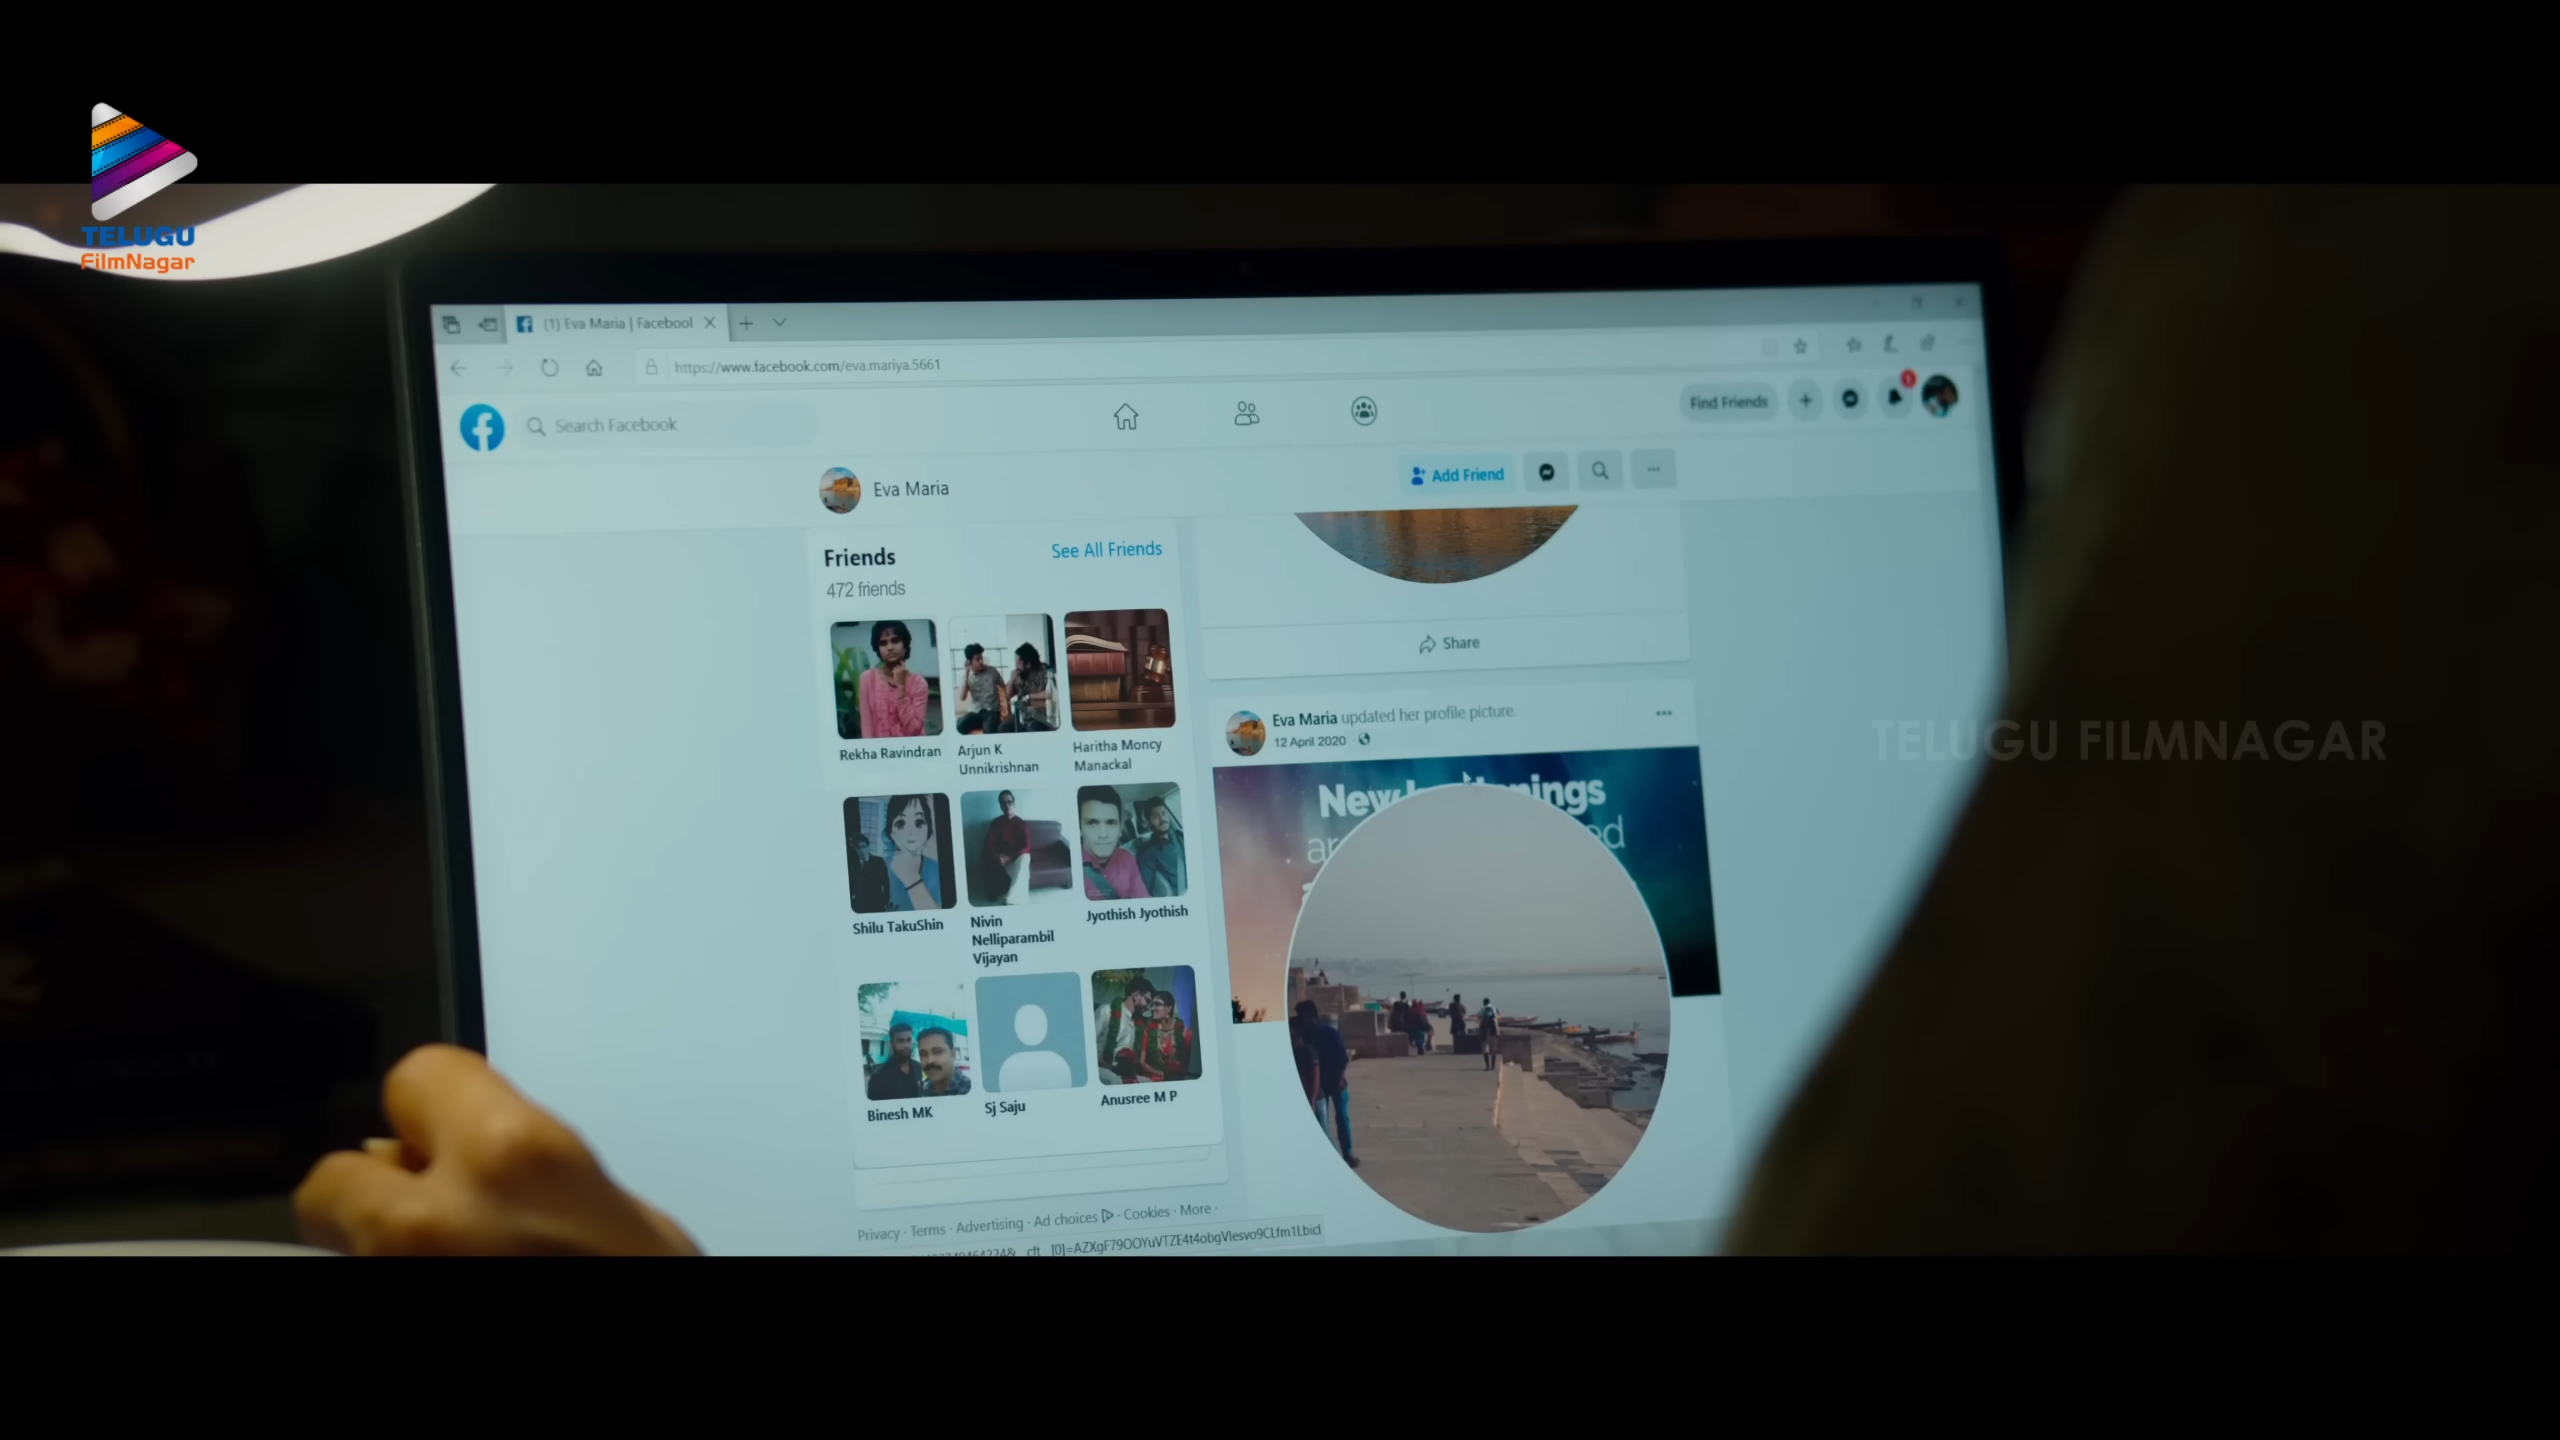 TELUGU
FilmNagar
(1) Eva Maria | Facebool
https://www.facebook.com/eva.mariya.5661
Search Facebook
Find Friends
1
Eva Maria
Add Friend
Friends
See All Friends
472 friends
Rekha Ravindran
Arjun K
Unnikrishnan
Haritha Moncy
Manackal
Shilu TakuShin
Nivin
Nelliparambil
Vijayan
Jyothish Jyothish
Binesh MK
Sj Saju
Anusree M P
Privacy · Terms · Advertising · Ad choices · Cookies · More ·
Share
Eva Maria updated her profile picture.
12 April 2020
New
TELUGU FILMNAGAR